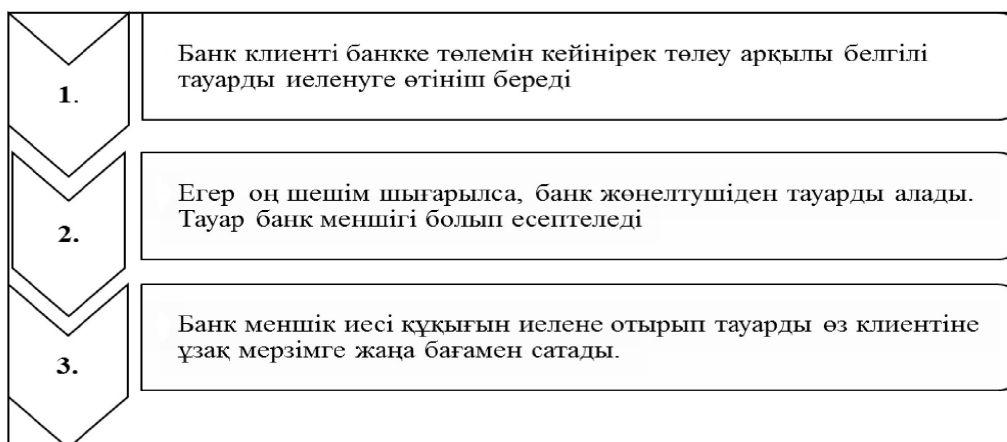 1.
Банк клиенті банкке төлемін кейінірек төлеу арқылы белгілі
тауарды иеленуге өтініш береді
2.
Егер оң шешім шығарылса, банк жөнелтушіден тауарды алады.
Тауар банк меншігі болып есептеледі
3.
Банк меншік иесі құқығын иелене отырып тауарды өз клиентіне
ұзақ мерзімге жаңа бағамен сатады.